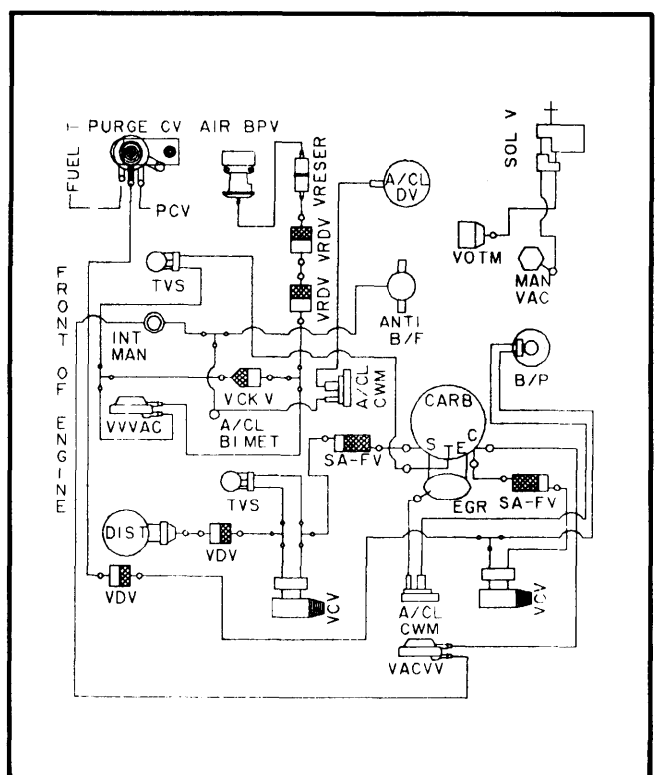 FUEL
PURGE CV
AIR BPV
PCV
TVS
VRESER
VRDV
VRDV
A/CL
DV
SOL V
VOTM
MAN
VAC
FRONT OF ENGINE
INT
MAN
ANTI
B/F
VCK V
A/CL
BIMET
A/CL
CWM
VVVAC
B/P
CARB
S
T
E
C
SA-FV
EGR
SA-FV
TVS
DIST
VDV
VDV
VCV
A/CL
CWM
VACVV
VCV